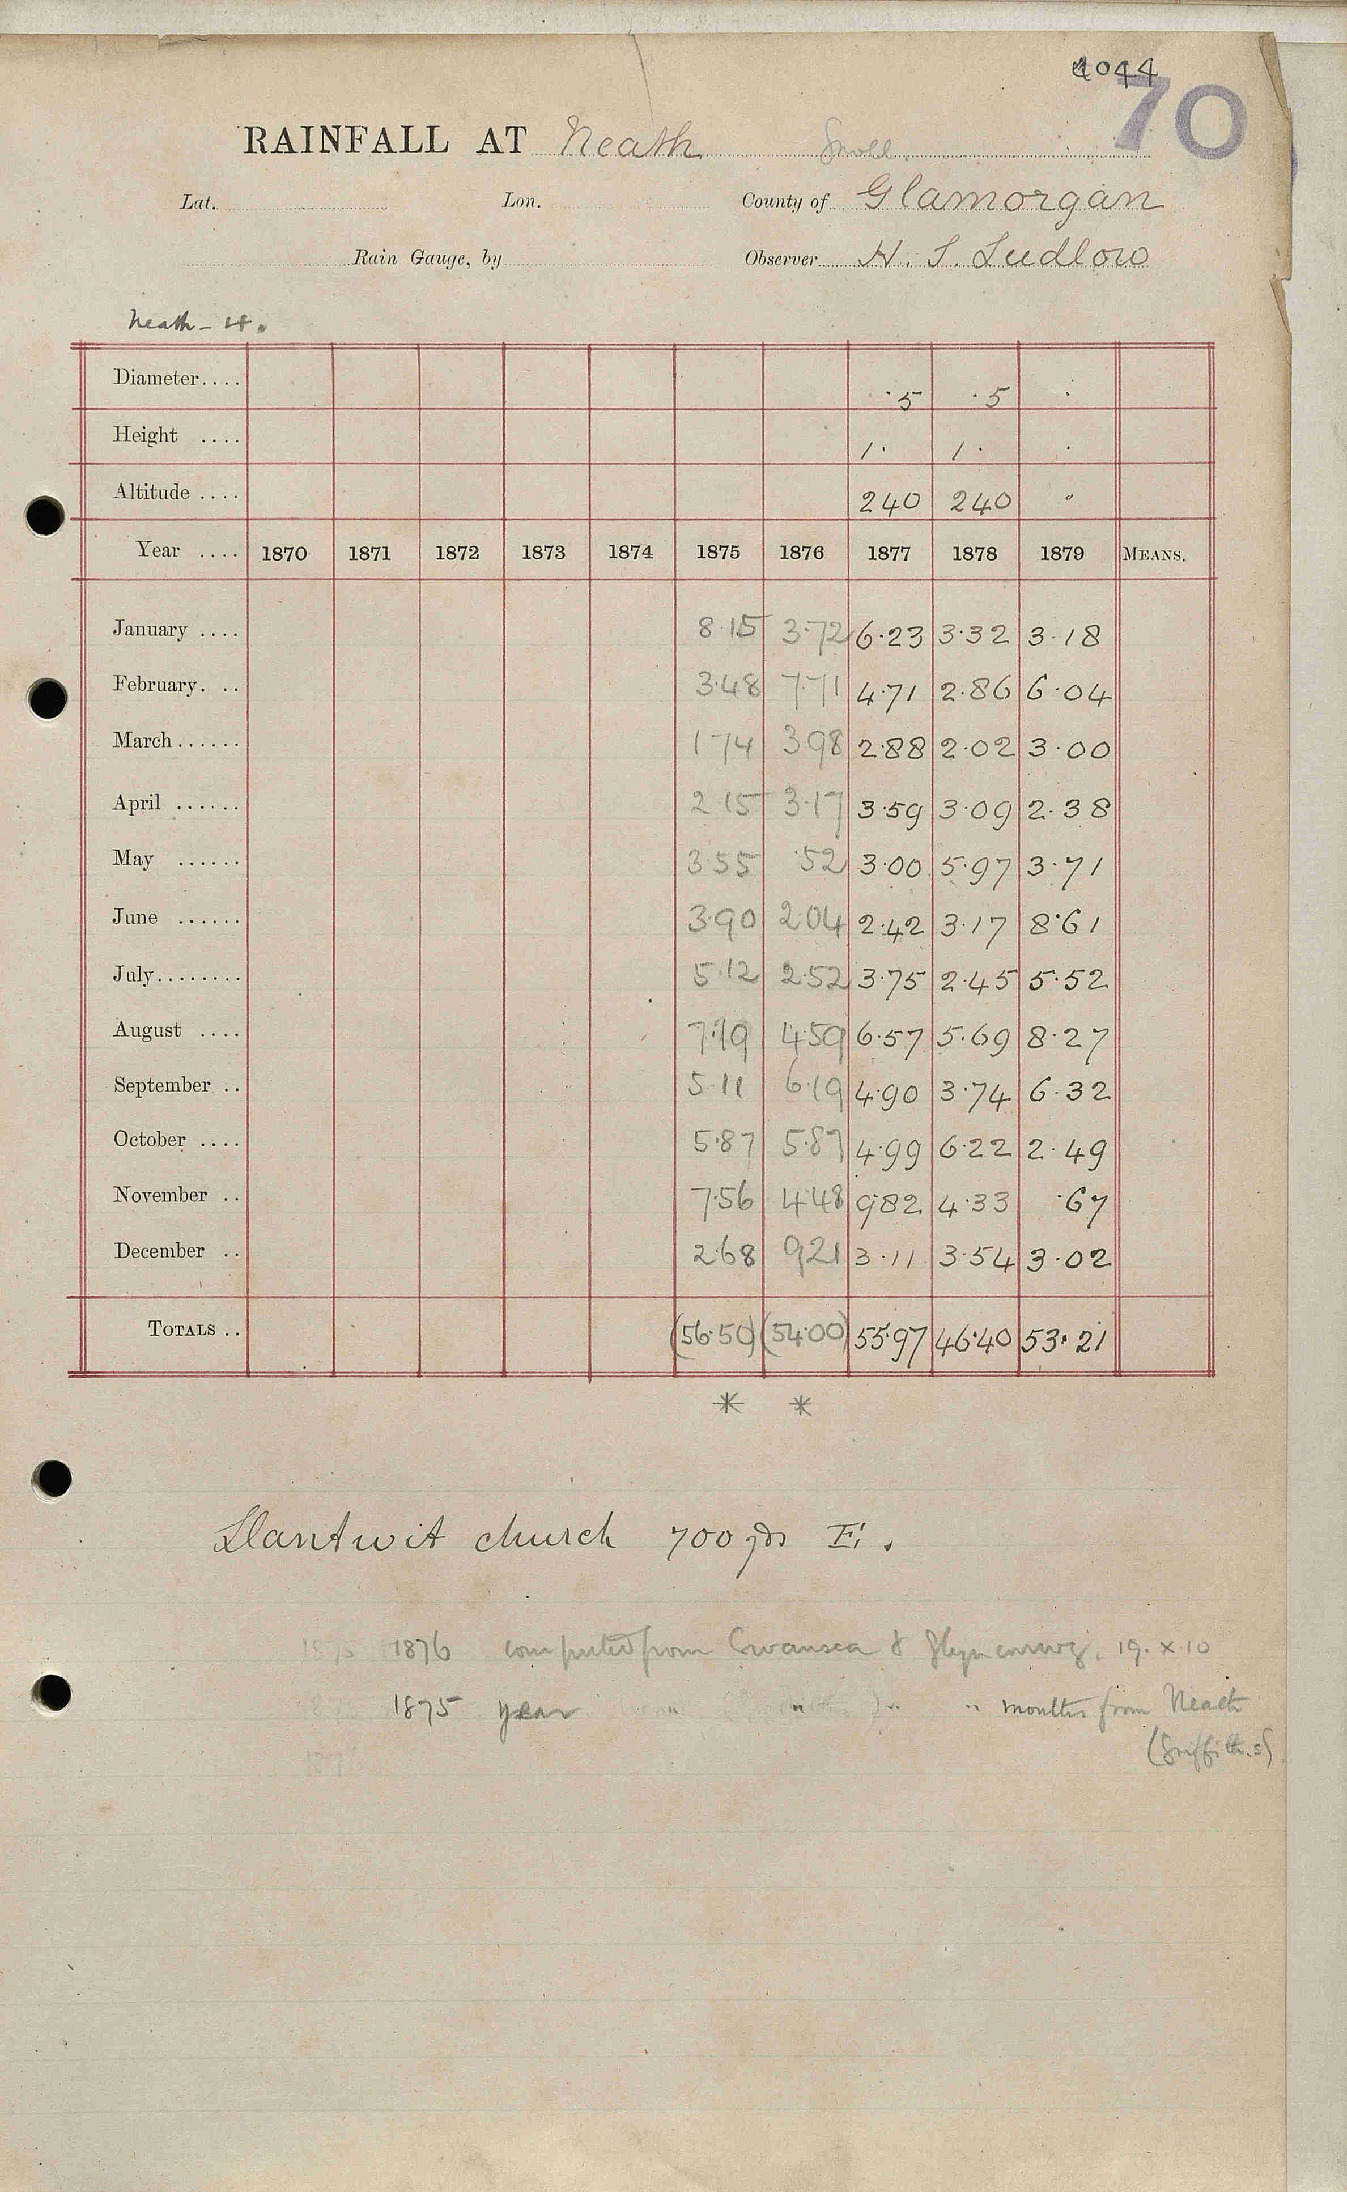 4044
70
RAINFALL AT Neath Gnoll.
Lat. Lon. County of Glamorgan
Rain Gauge, by Observer H. S. Ludlow
Neath - H.
Diameter.... ·5 ·5 ·
Height .... 1· 1· ·
Altitude .... 240 240 ·
Year .... 1870 1871 1872 1873 1874 1875 1876 1877 1878 1879 MEANS.
January .... 8·15 3·72 6·23 3·32 3·18
February. .. 3·48 7·71 4·71 2·86 6·04
March...... 1 74 3 98 2·88 2·02 3·00
April ...... 2 15 3·17 3·59 3·09 2·38
May ...... 3·55 ·52 3·00 5·97 3·71
June ...... 3·90 2 04 2·42 3·17 8·61
July........ 5·12 2·52 3·75 2·45 5·52
August .... 7·19 4·59 6·57 5·69 8·27
September .. 5·11 6·19 4·90 3·74 6·32
October .... 5·87 5·87 4·99 6·22 2·49
November .. 7·56 4·48 9·82 4·33 ·67
December .. 2·68 9·21 3·11 3·54 3·02
TOTALS .. (56·50) (54·00) 55·97 46·40 53·21
* *
Llantwit church 700 yds E.
1876 computed from Swansea & 19. x. 10
1875 year " " " months from Neath
(Griffiths)